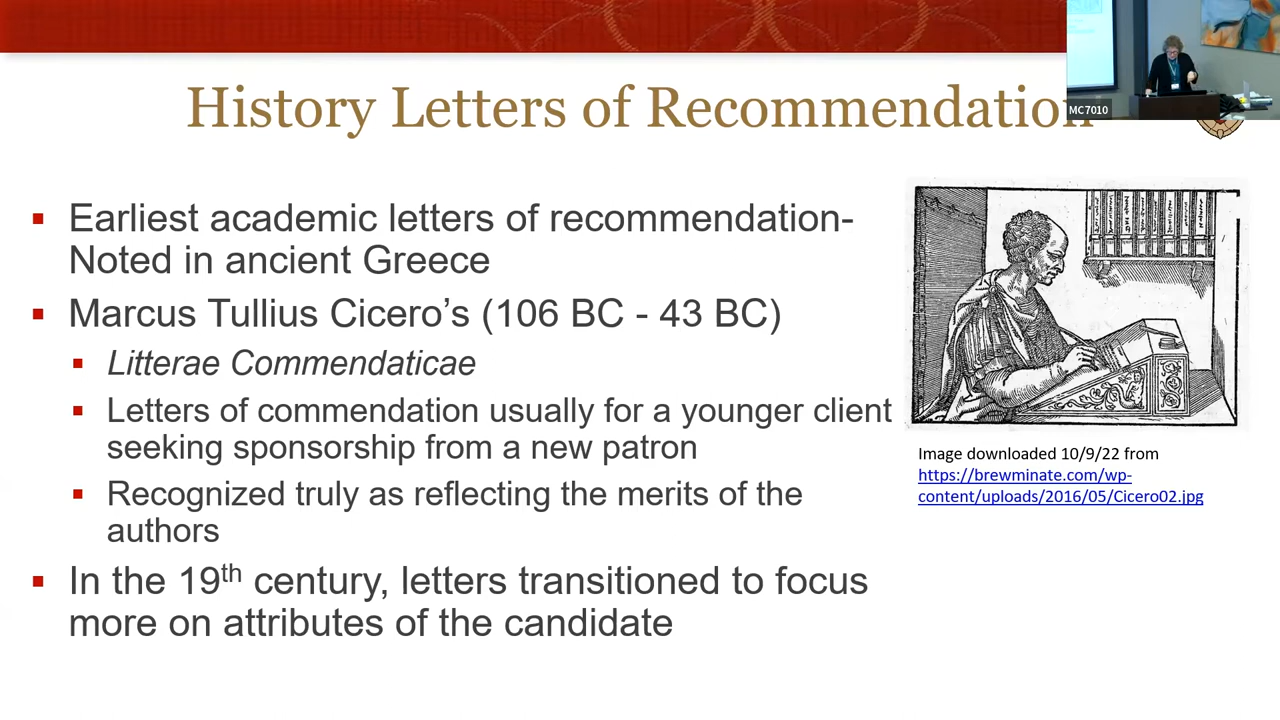 MC7010
History Letters of Recommendation
▪ Earliest academic letters of recommendation-
Noted in ancient Greece
▪ Marcus Tullius Cicero’s (106 BC - 43 BC)
▪ Litterae Commendaticae
▪ Letters of commendation usually for a younger client
seeking sponsorship from a new patron
▪ Recognized truly as reflecting the merits of the
authors
▪ In the 19th century, letters transitioned to focus
more on attributes of the candidate
Image downloaded 10/9/22 from
https://brewminate.com/wp-
content/uploads/2016/05/Cicero02.jpg